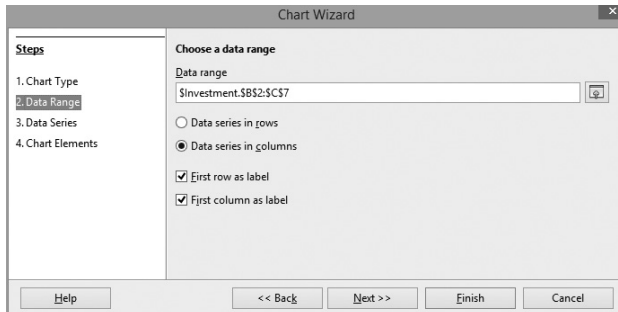 Chart Wizard
Steps
1. Chart Type
2. Data Range
3. Data Series
4. Chart Elements
Choose a data range
Data range
$Investment.$B$2:$C$7
Data series in rows
Data series in columns
First row as label
First column as label
Help
<< Back
Next >>
Finish
Cancel